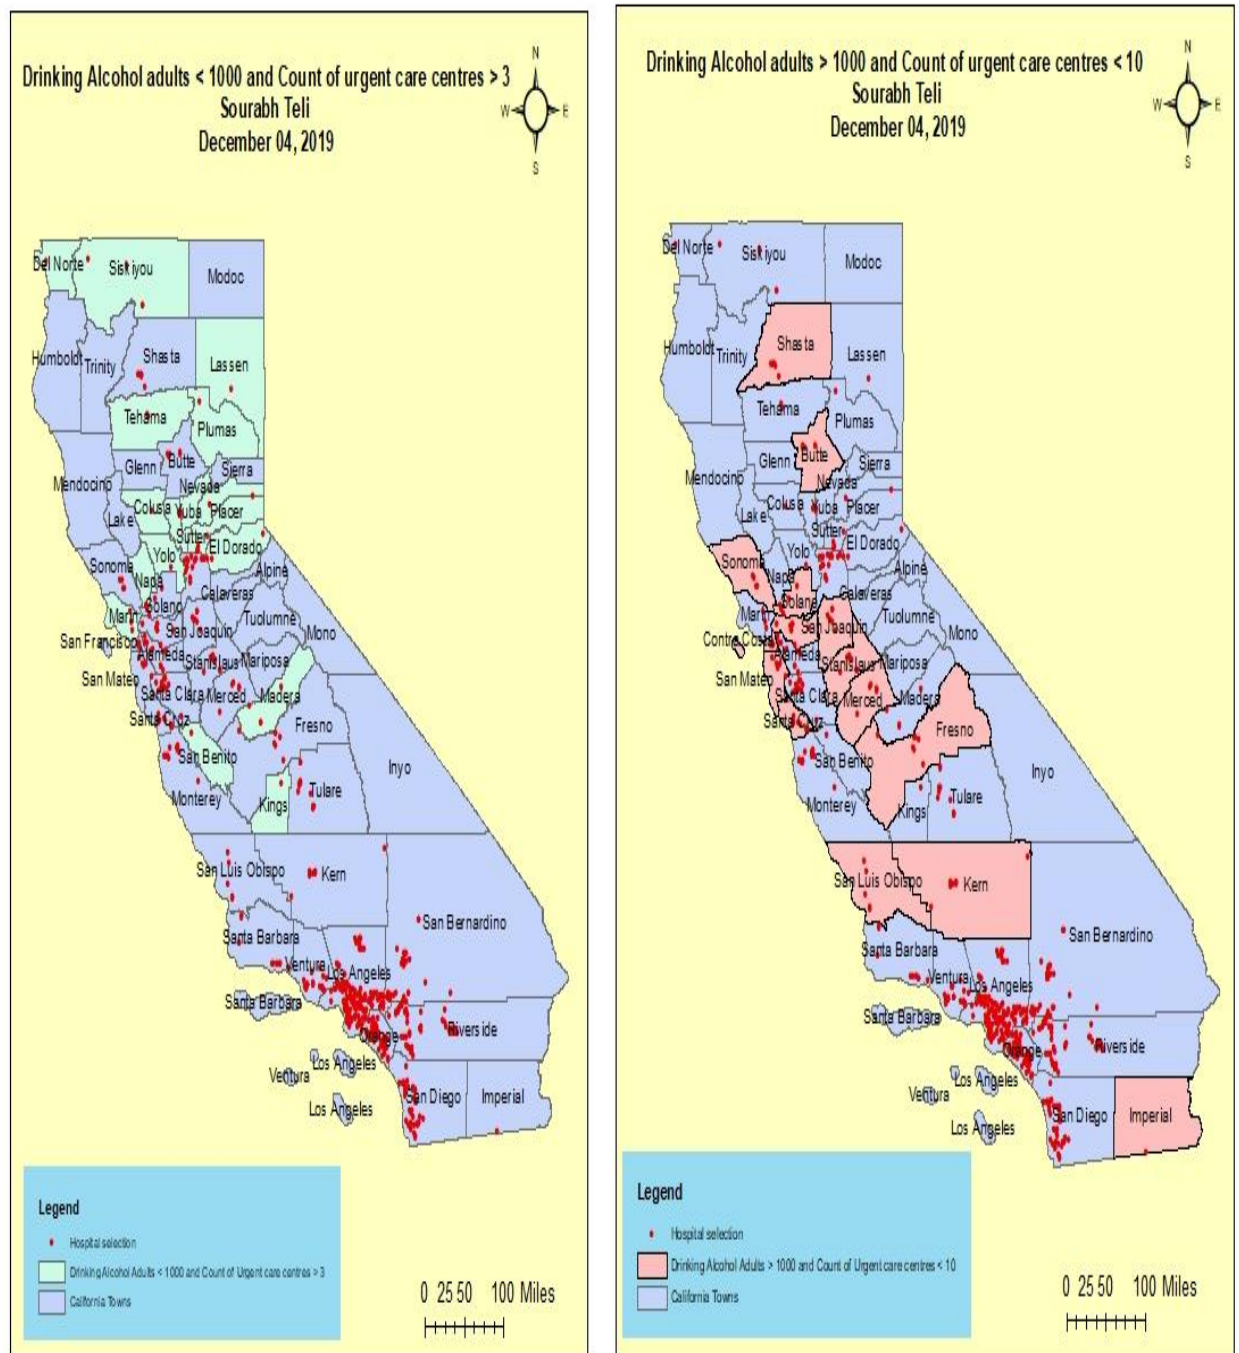 Drinking Alcohol adults < 1000 and Count of urgent care centres > 3
Sourabh Teli
December 04, 2019
N
W
E
S
Del Norte
Siskiyou
Modoc
Humboldt
Trinity
Shasta
Lassen
Tehama
Plumas
Glenn
Butte
Sierra
Mendocino
Nevada
Colusa
Yuba
Placer
Lake
Sutter
Yolo
El Dorado
Sonoma
Napa
Alpine
Solano
Calaveras
Marin
San Joaquin
Tuolumne
Mono
San Francisco
Alameda
Stanislaus
Mariposa
San Mateo
Santa Clara
Merced
Madera
Santa Cruz
Fresno
San Benito
Inyo
Monterey
Kings
Tulare
San Luis Obispo
Kern
San Bernardino
Santa Barbara
Ventura
Los Angeles
Santa Barbara
Orange
Riverside
Los Angeles
Ventura
Los Angeles
San Diego
Imperial
Legend
Hospital selection
Drinking Alcohol Adults < 1000 and Count of Urgent care centres > 3
California Towns
0 25 50 100 Miles
Drinking Alcohol adults > 1000 and Count of urgent care centres < 10
Sourabh Teli
December 04, 2019
N
W
E
S
Del Norte
Siskiyou
Modoc
Humboldt
Trinity
Shasta
Lassen
Tehama
Plumas
Glenn
Butte
Sierra
Mendocino
Nevada
Colusa
Yuba
Placer
Lake
Sutter
Yolo
El Dorado
Sonoma
Napa
Alpine
Solano
Calaveras
Marin
San Joaquin
Tuolumne
Mono
Contra Costa
Alameda
Stanislaus
Mariposa
San Mateo
Santa Clara
Merced
Madera
Santa Cruz
Fresno
San Benito
Inyo
Monterey
Kings
Tulare
San Luis Obispo
Kern
San Bernardino
Santa Barbara
Ventura
Los Angeles
Santa Barbara
Orange
Riverside
Los Angeles
Ventura
Los Angeles
San Diego
Imperial
Legend
Hospital selection
Drinking Alcohol Adults > 1000 and Count of Urgent care centres < 10
California Towns
0 25 50 100 Miles